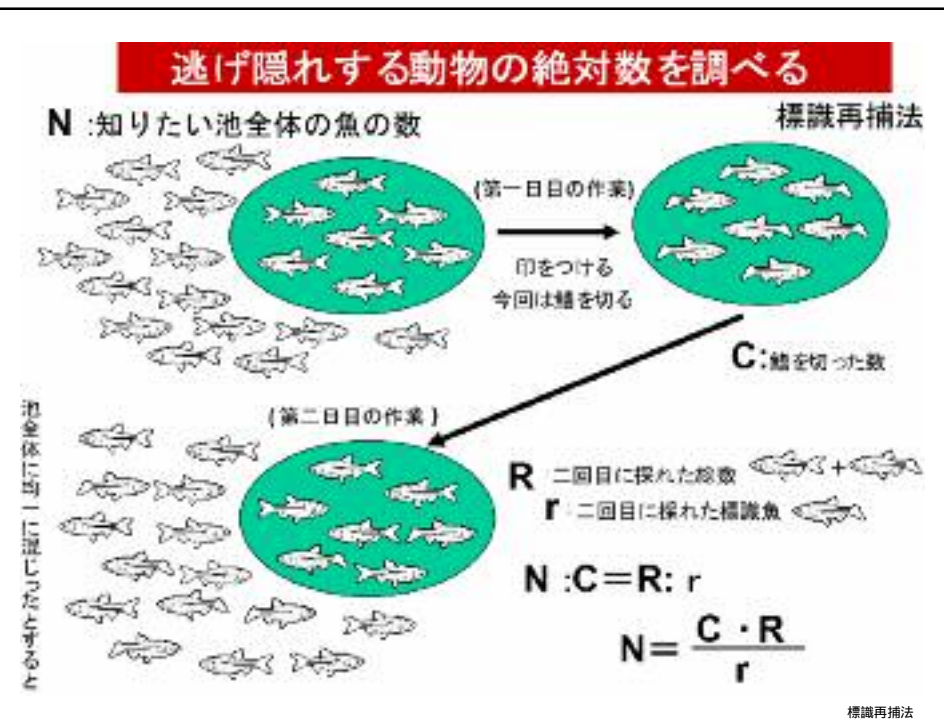 逃げ隠れする動物の絶対数を調べる
N :知りたい池全体の魚の数
標識再捕法
(第一日目の作業)
印をつける
今回は鰭を切る
C:鰭を切った数
(第二日目の作業)
池全体に均一に混じったとすると
R :二回目に採れた総数 +
r :二回目に採れた標識魚
N :C=R: r
N= C・R
r
標識再捕法